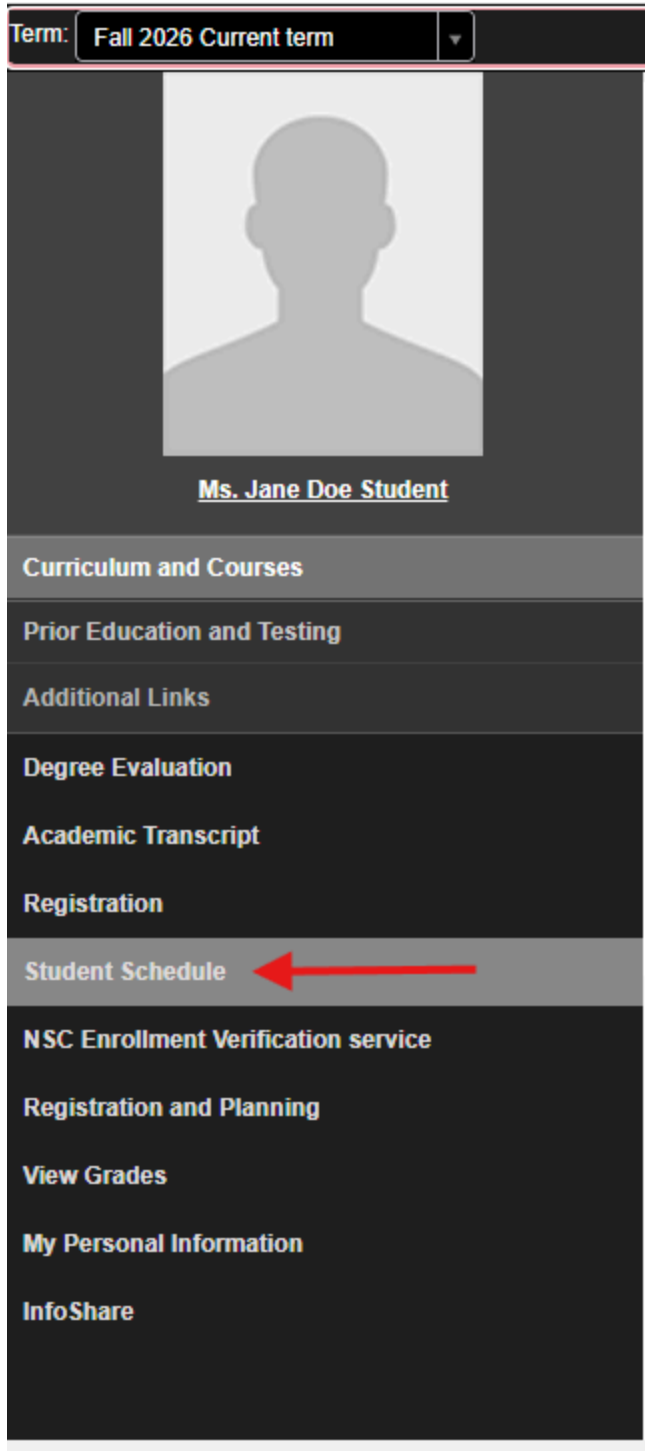 Term: Fall 2026 Current term
Ms. Jane Doe Student
Curriculum and Courses
Prior Education and Testing
Additional Links
Degree Evaluation
Academic Transcript
Registration
Student Schedule
NSC Enrollment Verification service
Registration and Planning
View Grades
My Personal Information
InfoShare